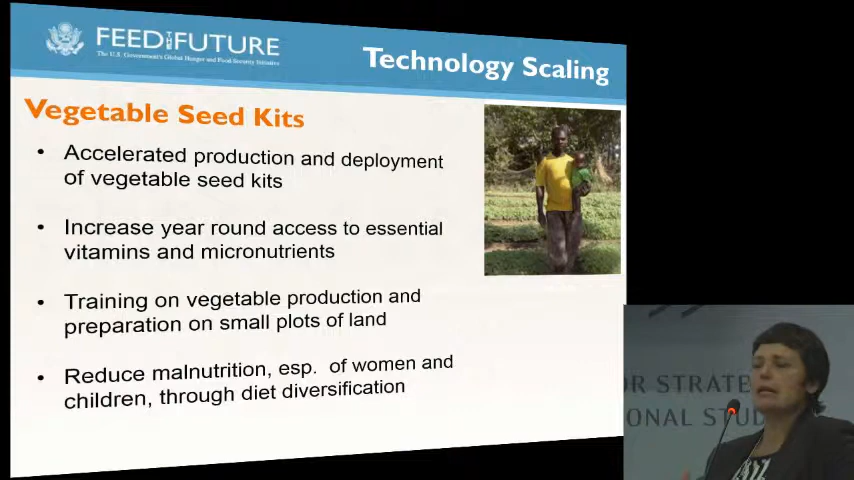 FEEDTHEFUTURE
The U.S. Government's Global Hunger and Food Security Initiative
Technology Scaling
Vegetable Seed Kits
• Accelerated production and deployment
of vegetable seed kits
• Increase year round access to essential
vitamins and micronutrients
• Training on vegetable production and
preparation on small plots of land
• Reduce malnutrition, esp. of women and
children, through diet diversification
OR STRATE
ONAL STUD